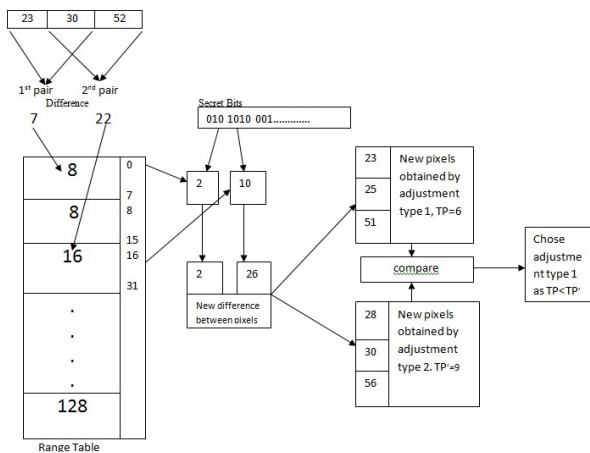 23 30 52
1st pair 2nd pair
Difference
7 22
8
8
16
.
.
.
.
128
0
7
8
15
16
31
Range Table
Secret Bits
010 1010 001.............
2 10
2 26
New difference
between pixels
23
25
51
New pixels
obtained by
adjustment
type 1, TP=6
compare
28
30
56
New pixels
obtained by
adjustment
type 2. TP'=9
Chose
adjustme
nt type 1
as TP<TP'